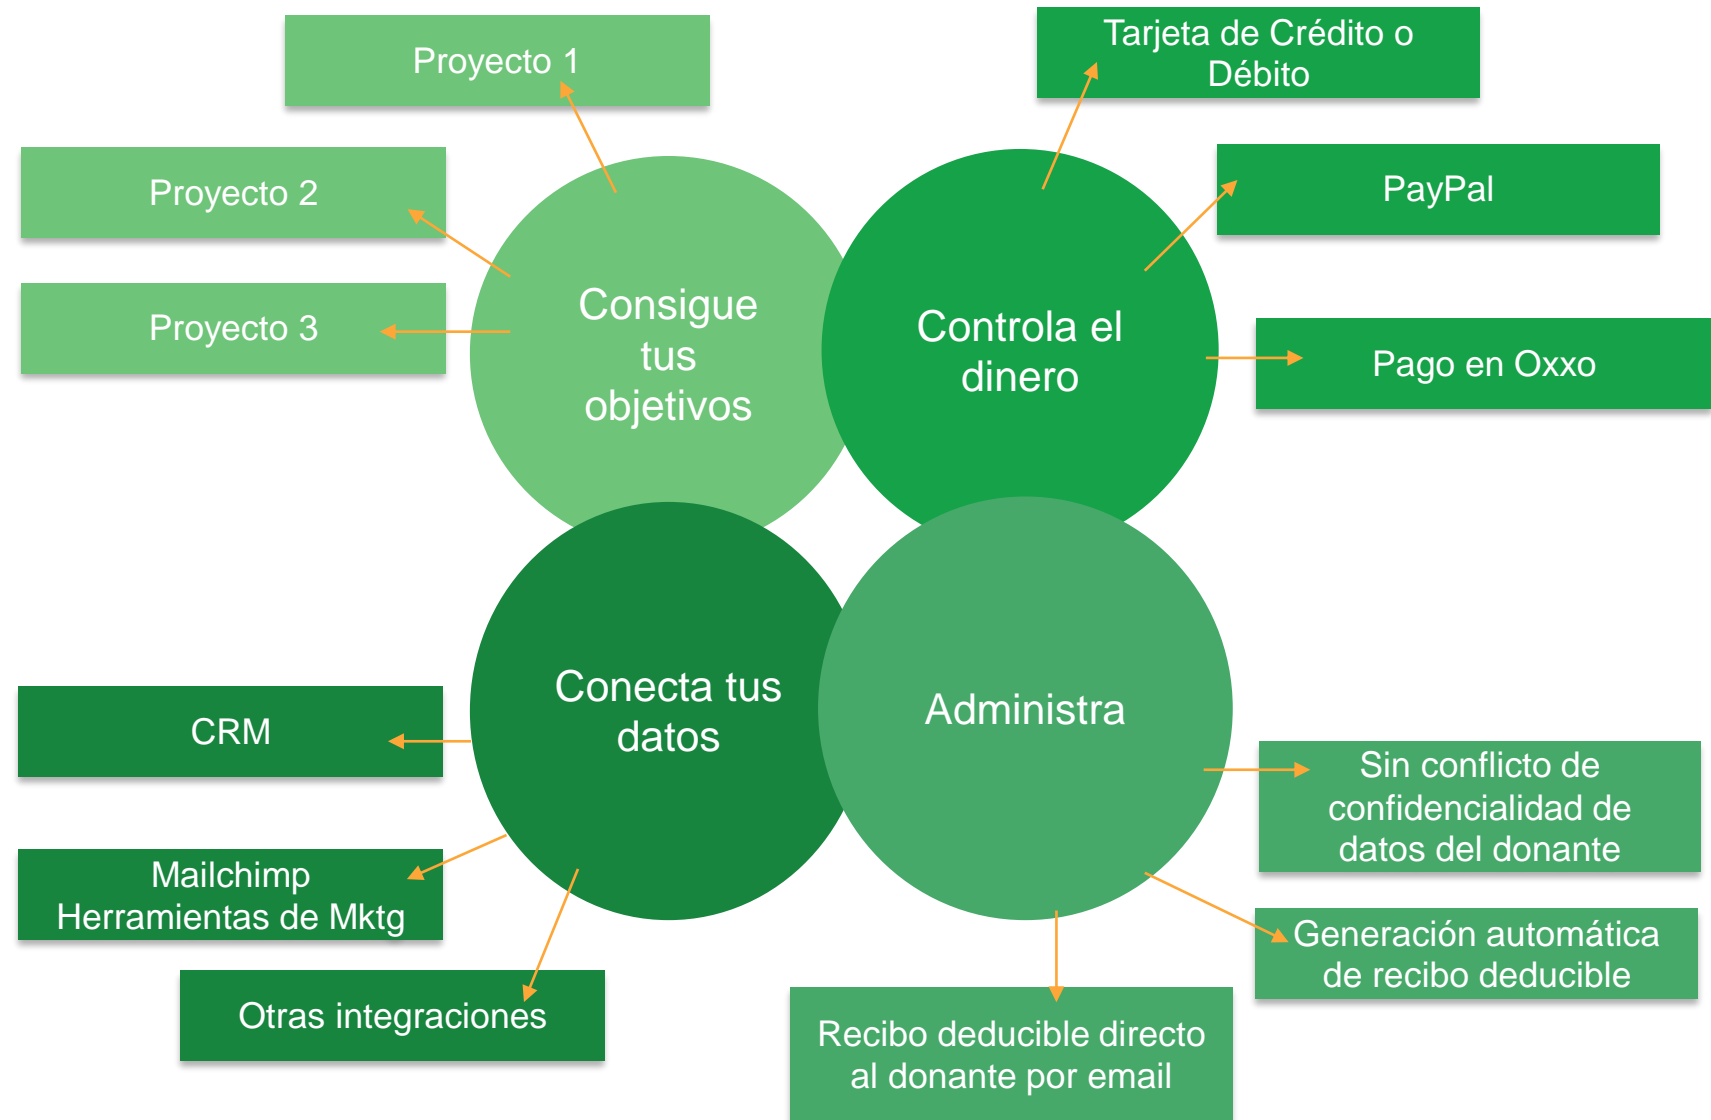 Proyecto 1
Proyecto 2
Proyecto 3
Consigue
tus
objetivos
Tarjeta de Crédito o
Débito
PayPal
Pago en Oxxo
Controla el
dinero
Conecta tus
datos
CRM
Mailchimp
Herramientas de Mktg
Otras integraciones
Administra
Sin conflicto de
confidencialidad de
datos del donante
Generación automática
de recibo deducible
Recibo deducible directo
al donante por email